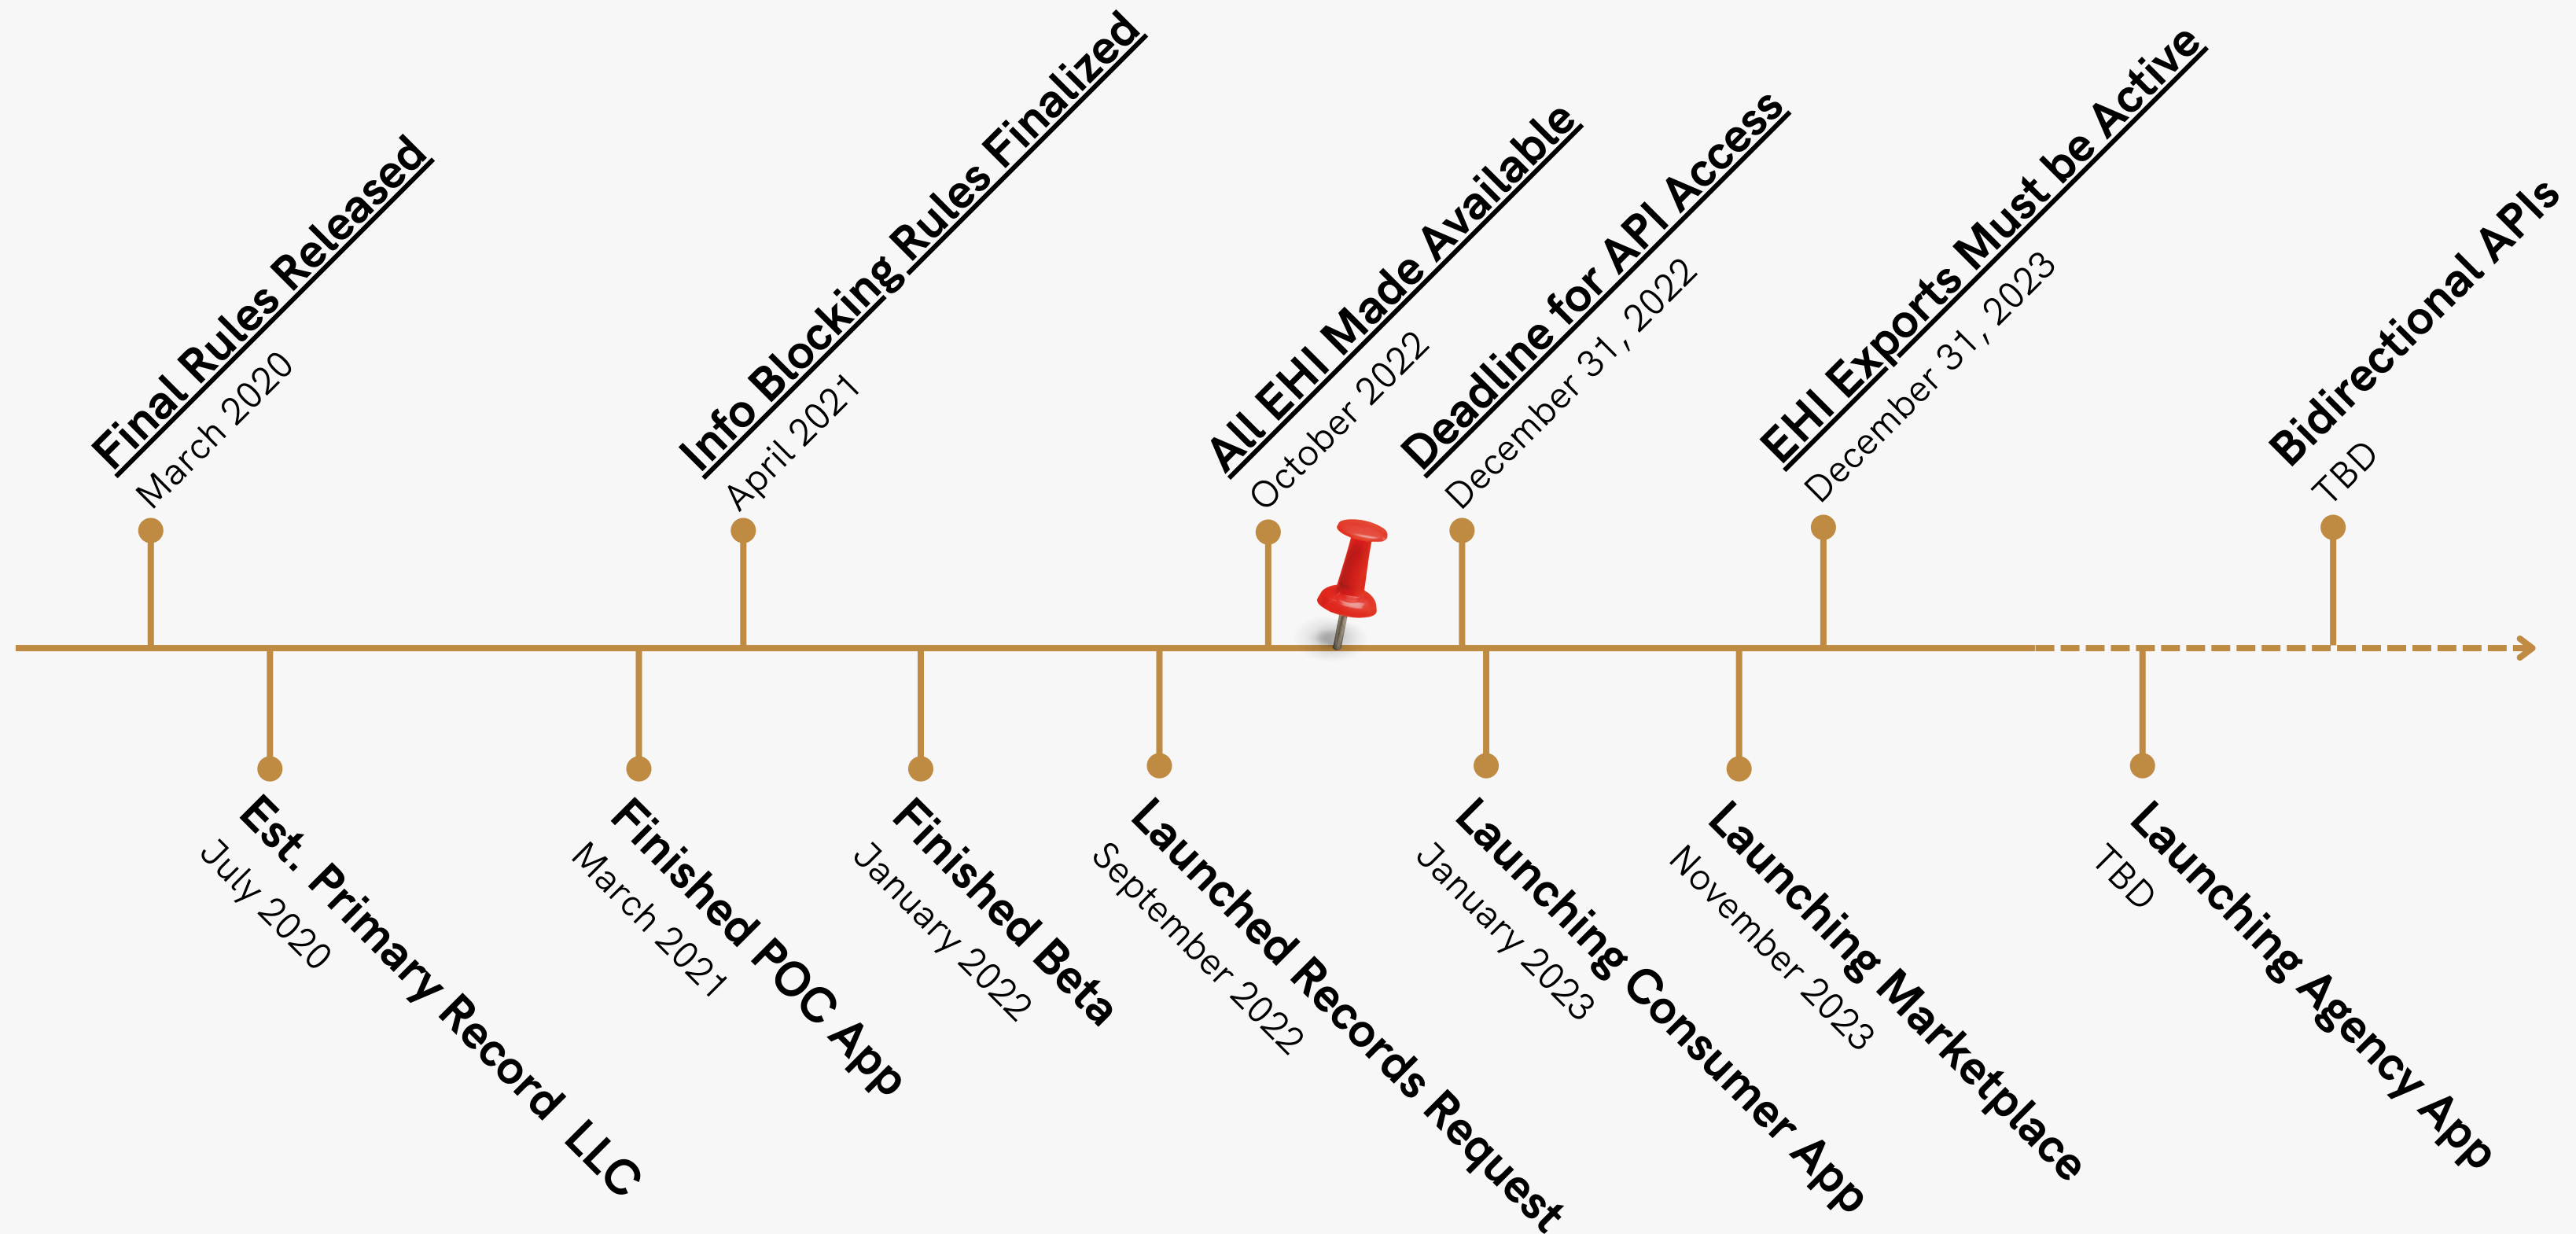 Final Rules Released
March 2020
Info Blocking Rules Finalized
April 2021
All EHI Made Available
October 2022
Deadline for API Access
December 31, 2022
EHI Exports Must be Active
December 31, 2023
Bidirectional APIs
TBD
Est. Primary Record LLC
July 2020
Finished POC App
March 2021
Finished Beta
January 2022
Launched Records Request
September 2022
Launching Consumer App
January 2023
Launching Marketplace
November 2023
Launching Agency App
TBD